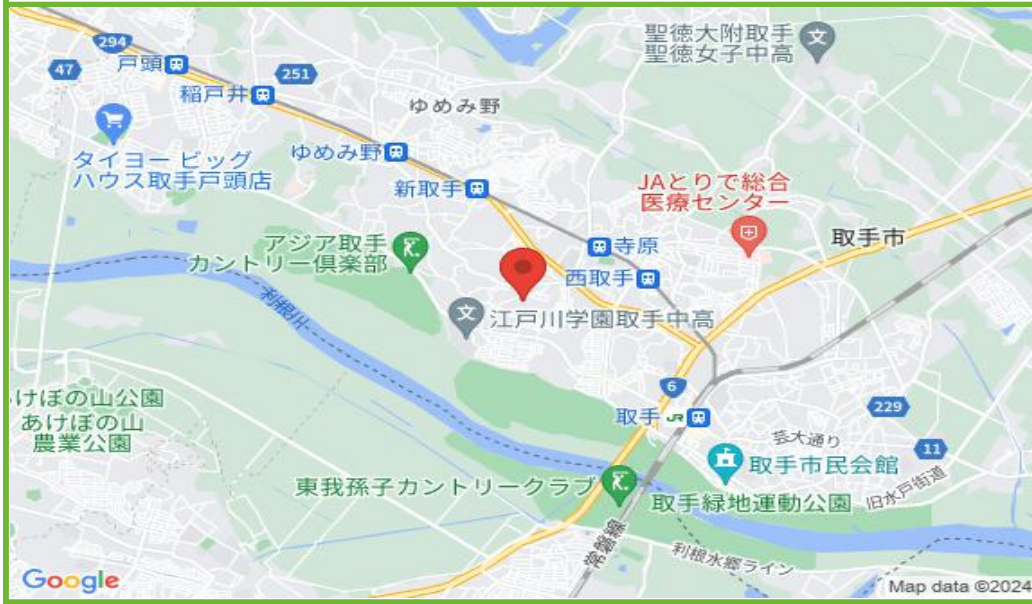 聖徳大附取手
聖徳女子中高
294
戸頭
47
251
稲戸井
ゆめみ野
タイヨー ビッグ
ハウス取手戸頭店
ゆめみ野
新取手
JAとりで総合
医療センター
アジア取手
カントリー倶楽部
寺原
取手市
西取手
利根川
江戸川学園取手中高
6
けぼの山公園
あけぼの山
農業公園
取手
JR
229
芸大通り
11
取手市民会館
東我孫子カントリークラブ
取手緑地運動公園
旧水戸街道
常磐線
利根水郷ライン
Google
Map data ©2024